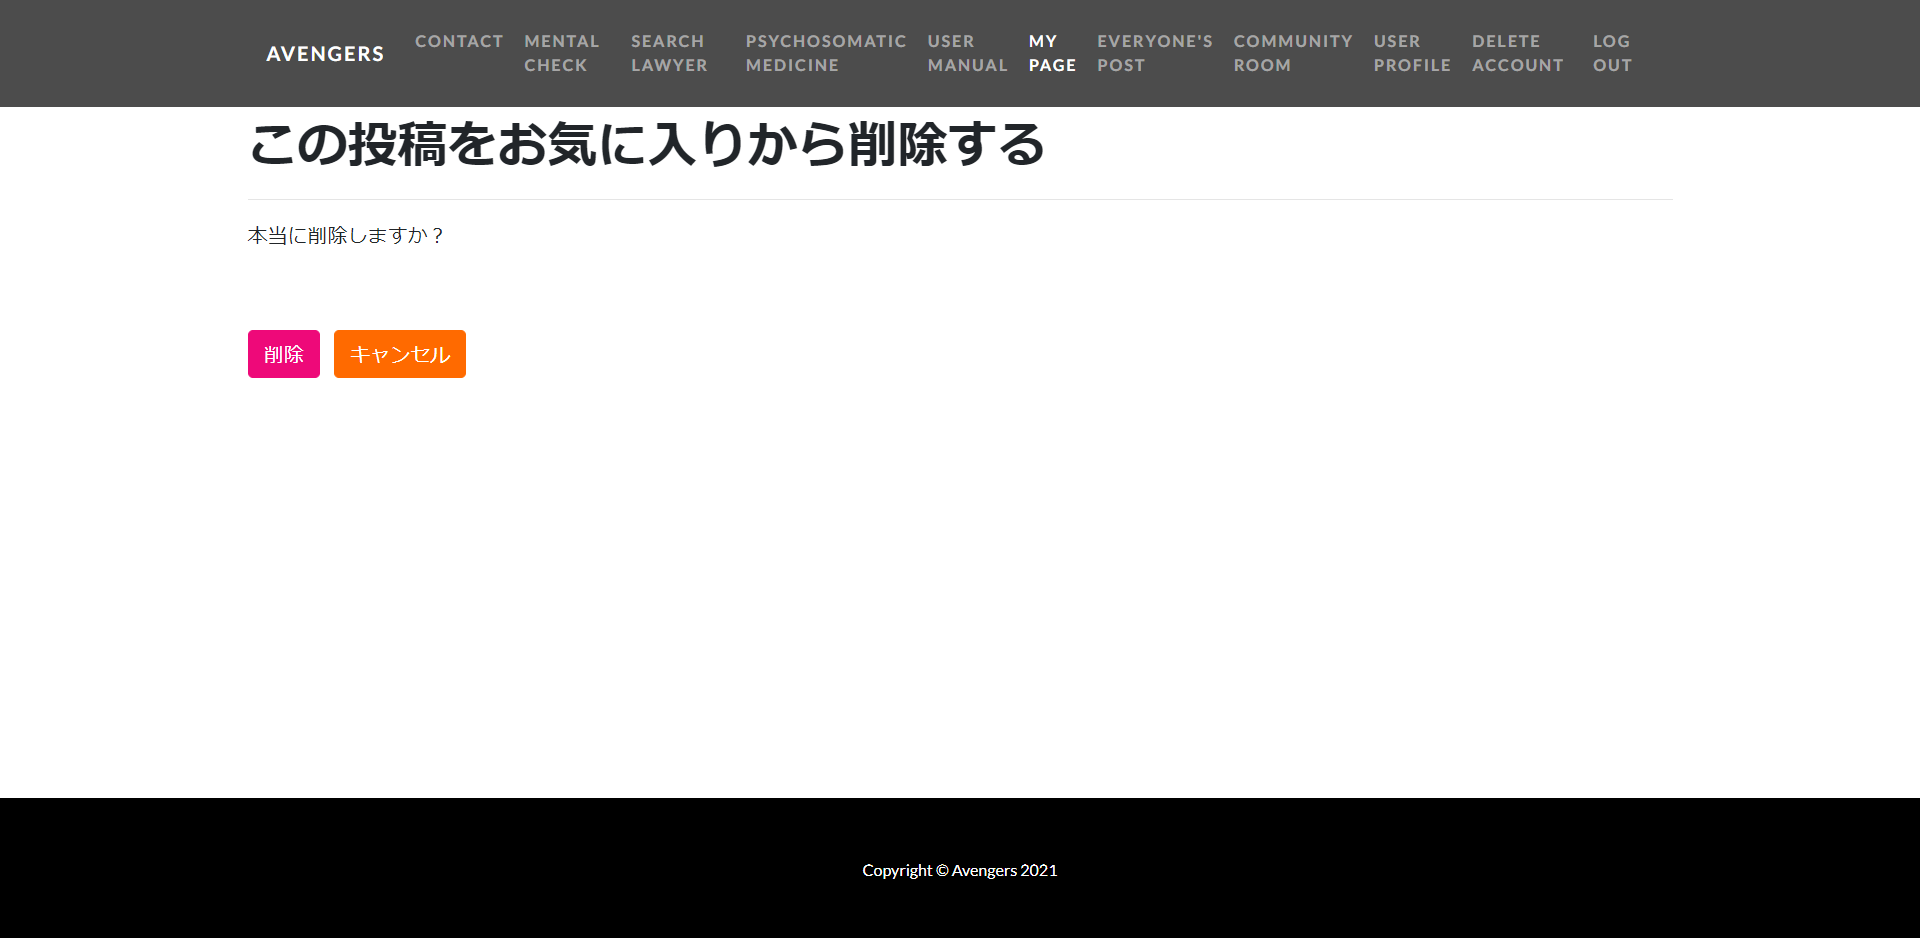 AVENGERS
CONTACT
MENTAL
CHECK
SEARCH
LAWYER
PSYCHOSOMATIC
MEDICINE
USER
MANUAL
MY
PAGE
EVERYONE'S
POST
COMMUNITY
ROOM
USER
PROFILE
DELETE
ACCOUNT
LOG
OUT
この投稿をお気に入りから削除する
本当に削除しますか？
削除
キャンセル
Copyright © Avengers 2021